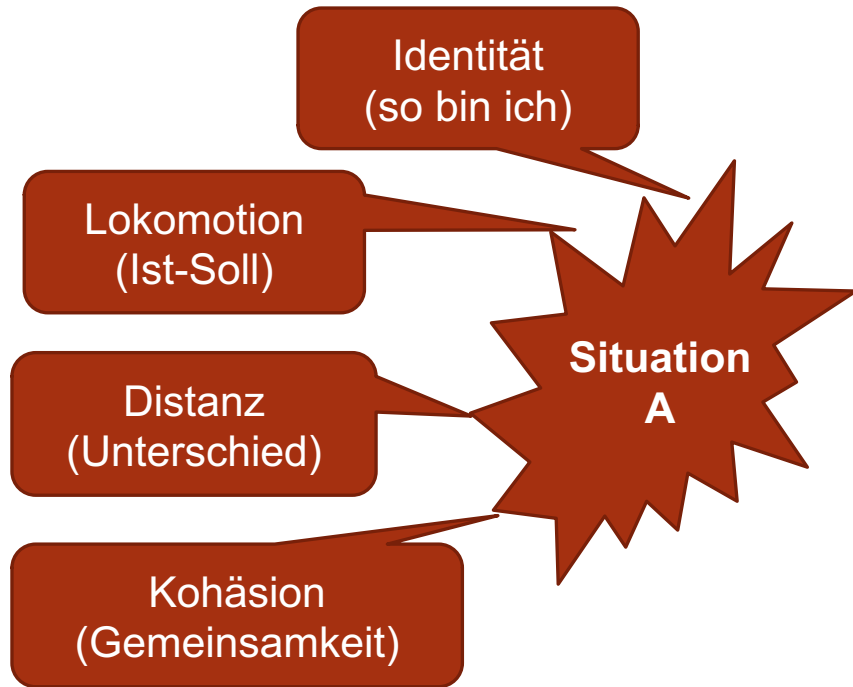 Identität
(so bin ich)
Lokomotion
(Ist-Soll)
Distanz
(Unterschied)
Kohäsion
(Gemeinsamkeit)
Situation
A